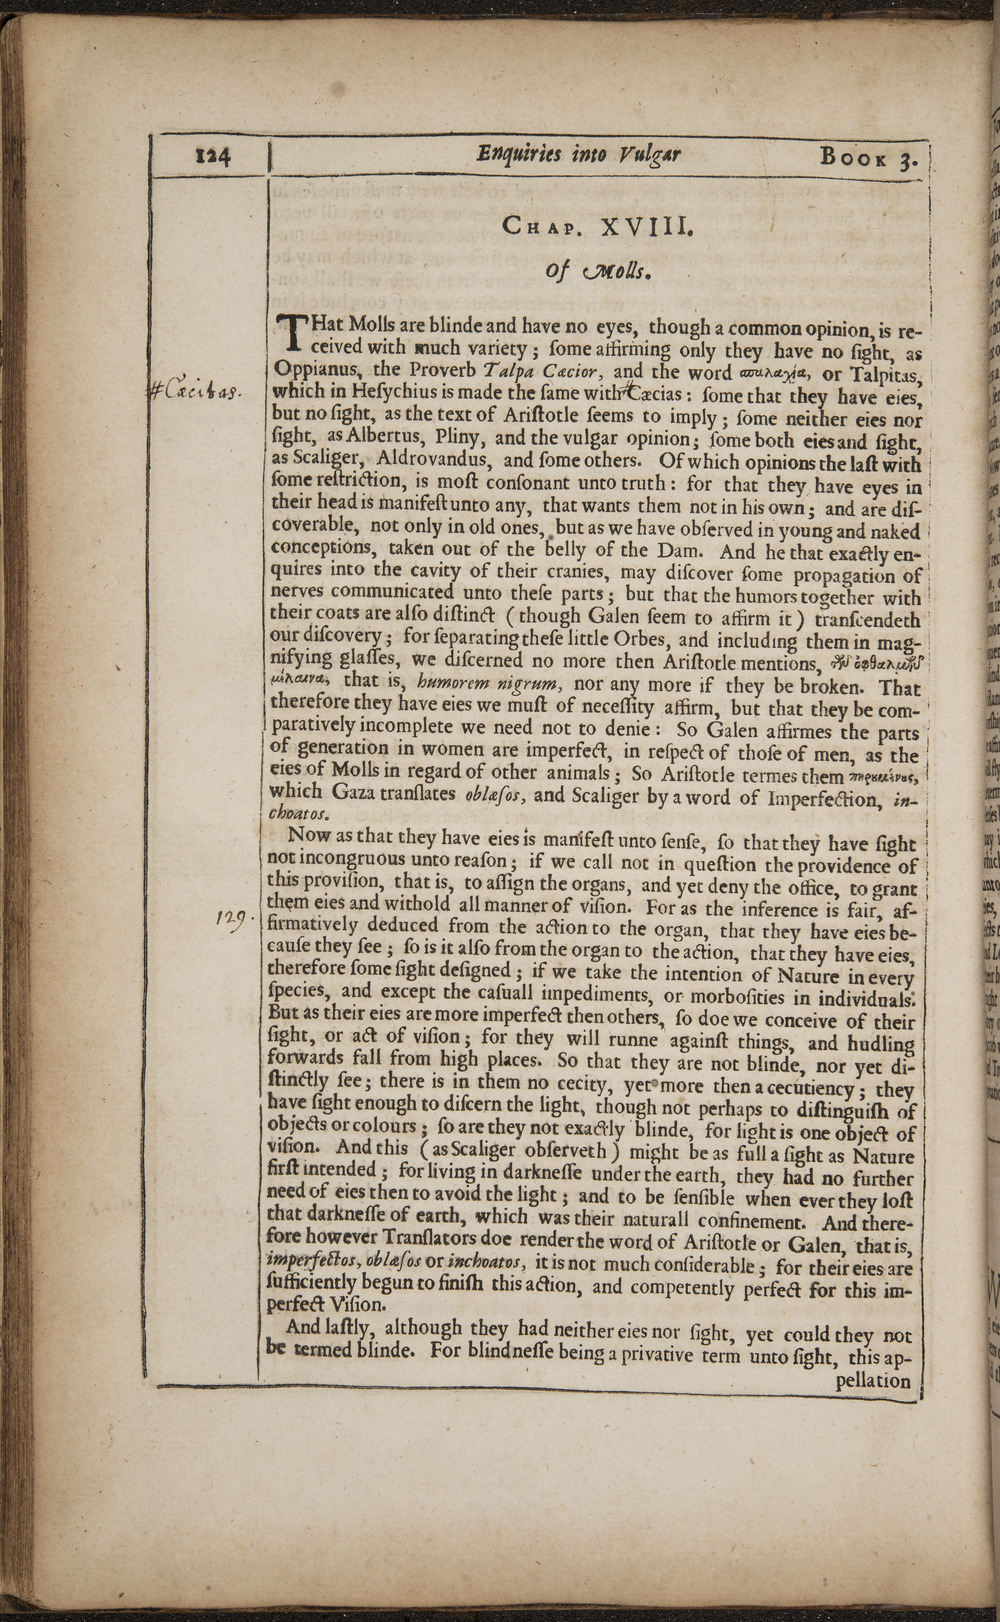 124 Enquiries into Vulgar BOOK 3.
CHAP. XVIII.
Of Molls.
THat Molls are blinde and have no eyes, though a common opinion, is re-
ceived with much variety; ſome affirming only they have no ſight, as
Oppianus, the Proverb Talpa Cæcior, and the word σπαλαχία, or Talpitas,
#Cæcitas.
which in Heſychius is made the ſame with #Cæcias: ſome that they have eies,
but no ſight, as the text of Ariſtotle ſeems to imply; ſome neither eies nor
ſight, as Albertus, Pliny, and the vulgar opinion; ſome both eies and ſight,
as Scaliger, Aldrovandus, and ſome others. Of which opinions the laſt with
ſome reſtriction, is moſt conſonant unto truth: for that they have eyes in
their head is manifeſt unto any, that wants them not in his own; and are diſ-
coverable, not only in old ones, but as we have obſerved in young and naked
conceptions, taken out of the belly of the Dam. And he that exactly en-
quires into the cavity of their cranies, may diſcover ſome propagation of
nerves communicated unto theſe parts; but that the humors together with
their coats are alſo diſtinct (though Galen ſeem to affirm it) tranſcendeth
our diſcovery; for ſeparating theſe little Orbes, and including them in mag-
nifying glaſſes, we diſcerned no more then Ariſtotle mentions, ὀφθαλμῶν
μέλαινα, that is, humorem nigrum, nor any more if they be broken. That
therefore they have eies we muſt of neceſſity affirm, but that they be com-
paratively incomplete we need not to denie: So Galen affirmes the parts
of generation in women are imperfect, in reſpect of thoſe of men, as the
eies of Molls in regard of other animals; So Ariſtotle termes them
which Gaza tranſlates oblæſos, and Scaliger by a word of Imperfection, in-
choatos.
Now as that they have eies is manifeſt unto ſenſe, ſo that they have ſight
not incongruous unto reaſon; if we call not in queſtion the providence of
this proviſion, that is, to aſſign the organs, and yet deny the office, to grant
them eies and withold all manner of viſion. For as the inference is fair, af-
129.
firmatively deduced from the action to the organ, that they have eies be-
cauſe they ſee; ſo is it alſo from the organ to the action, that they have eies,
therefore ſome ſight deſigned; if we take the intention of Nature in every
ſpecies, and except the caſuall impediments, or morboſities in individuals.
But as their eies are more imperfect then others, ſo doe we conceive of their
ſight, or act of viſion; for they will runne againſt things, and hudling
forwards fall from high places. So that they are not blinde, nor yet di-
ſtinctly ſee; there is in them no cecity, yet more then a cecutiency; they
have ſight enough to diſcern the light, though not perhaps to diſtinguiſh of
objects or colours; ſo are they not exactly blinde, for light is one object of
viſion. And this (as Scaliger obſerveth) might be as full a ſight as Nature
firſt intended; for living in darkneſſe under the earth, they had no further
need of eies then to avoid the light; and to be ſenſible when ever they loſt
that darkneſſe of earth, which was their naturall confinement. And there-
fore however Tranſlators doe render the word of Ariſtotle or Galen, that is,
imperfectos, oblæſos or inchoatos, it is not much conſiderable; for their eies are
ſufficiently begun to finiſh this action, and competently perfect for this im-
perfect Viſion.
And laſtly, although they had neither eies nor ſight, yet could they not
be termed blinde. For blindneſſe being a privative term unto ſight, this ap-
pellation